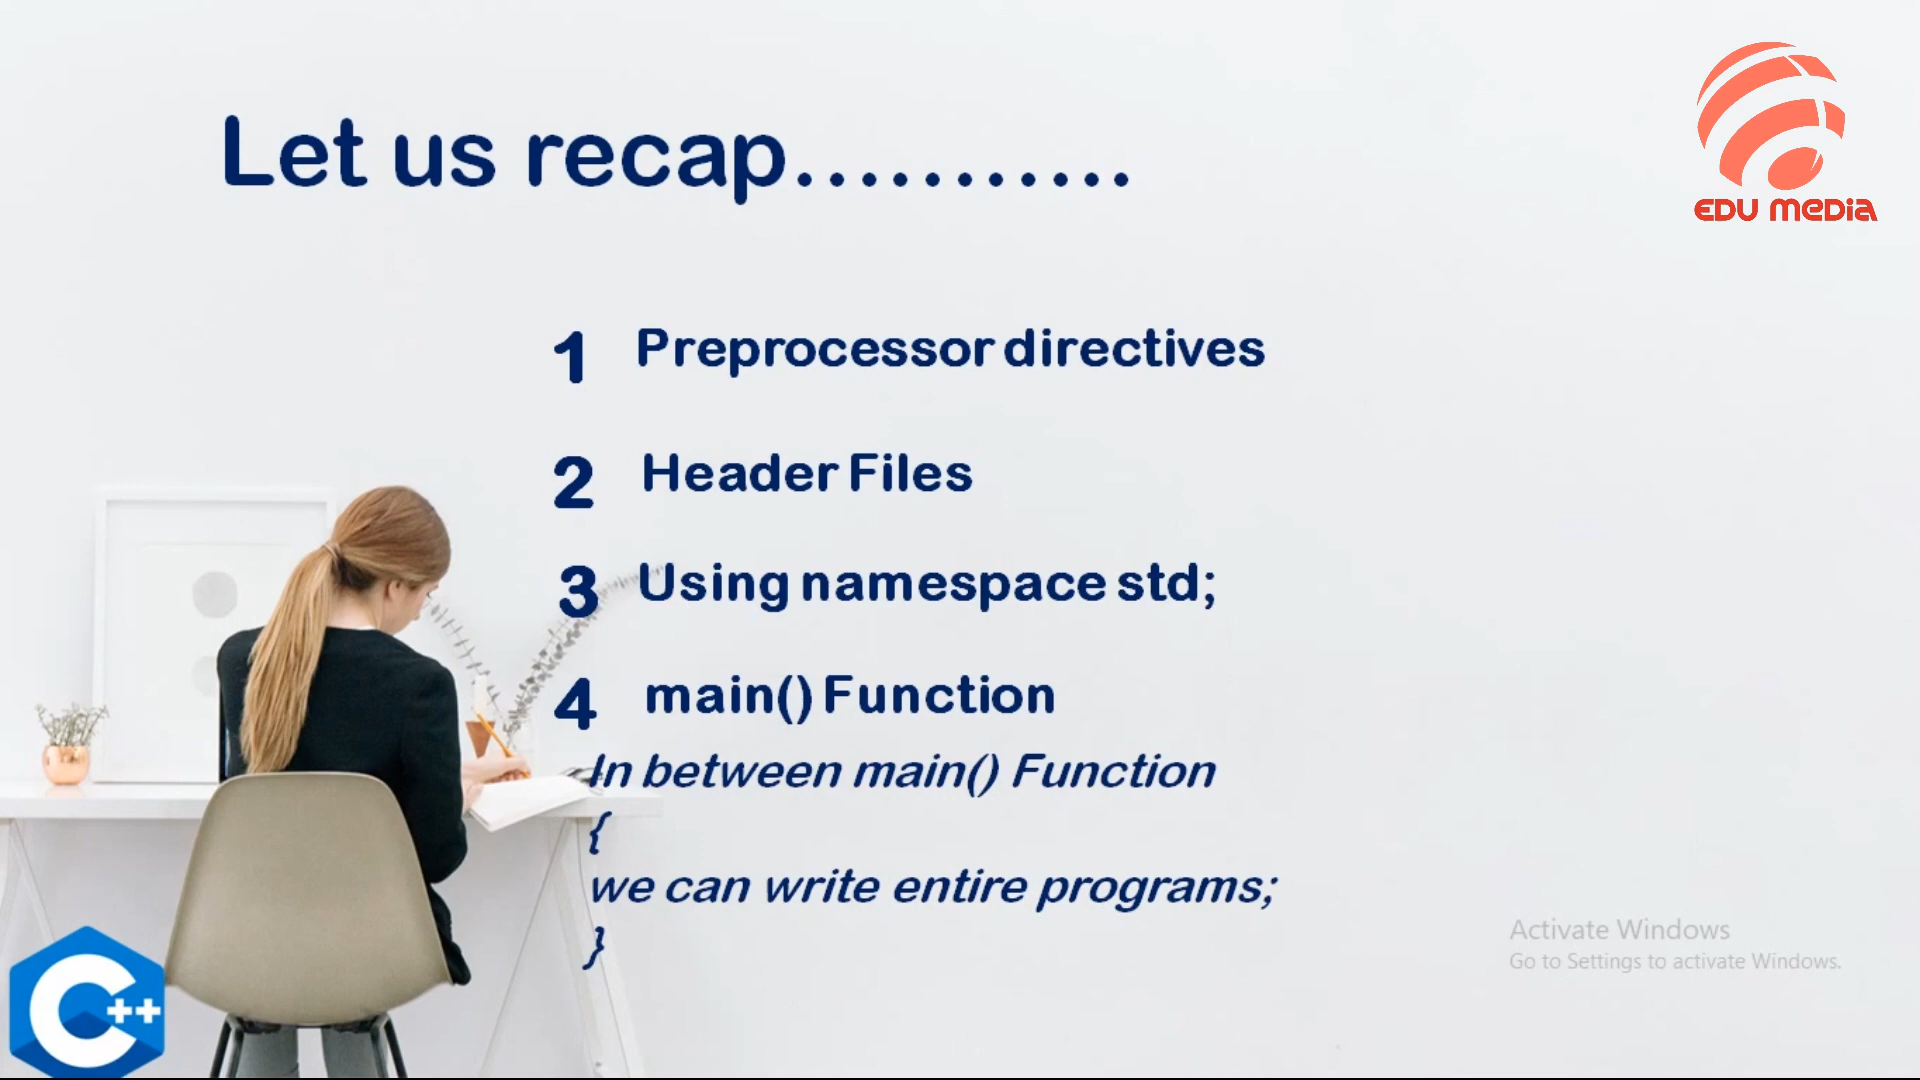 Let us recap...........
EDU MEDIA
1 Preprocessor directives
2 Header Files
3 Using namespace std;
4 main() Function
In between main() Function
{
we can write entire programs;
}
Activate Windows
Go to Settings to activate Windows.
C++